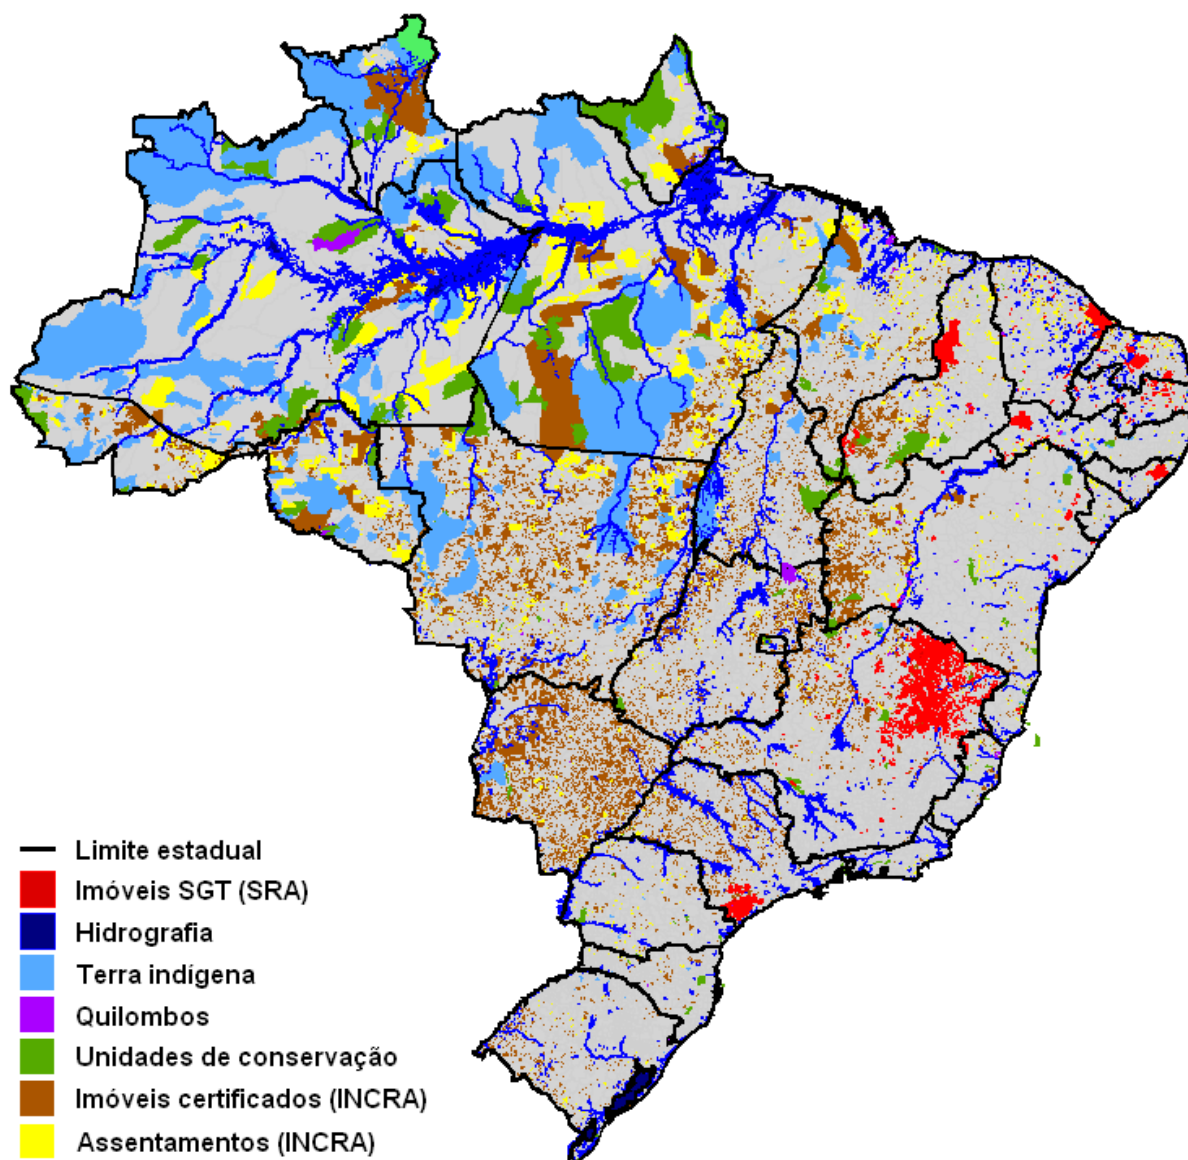 Limite estadual
Imóveis SGT (SRA)
Hidrografia
Terra indígena
Quilombos
Unidades de conservação
Imóveis certificados (INCRA)
Assentamentos (INCRA)